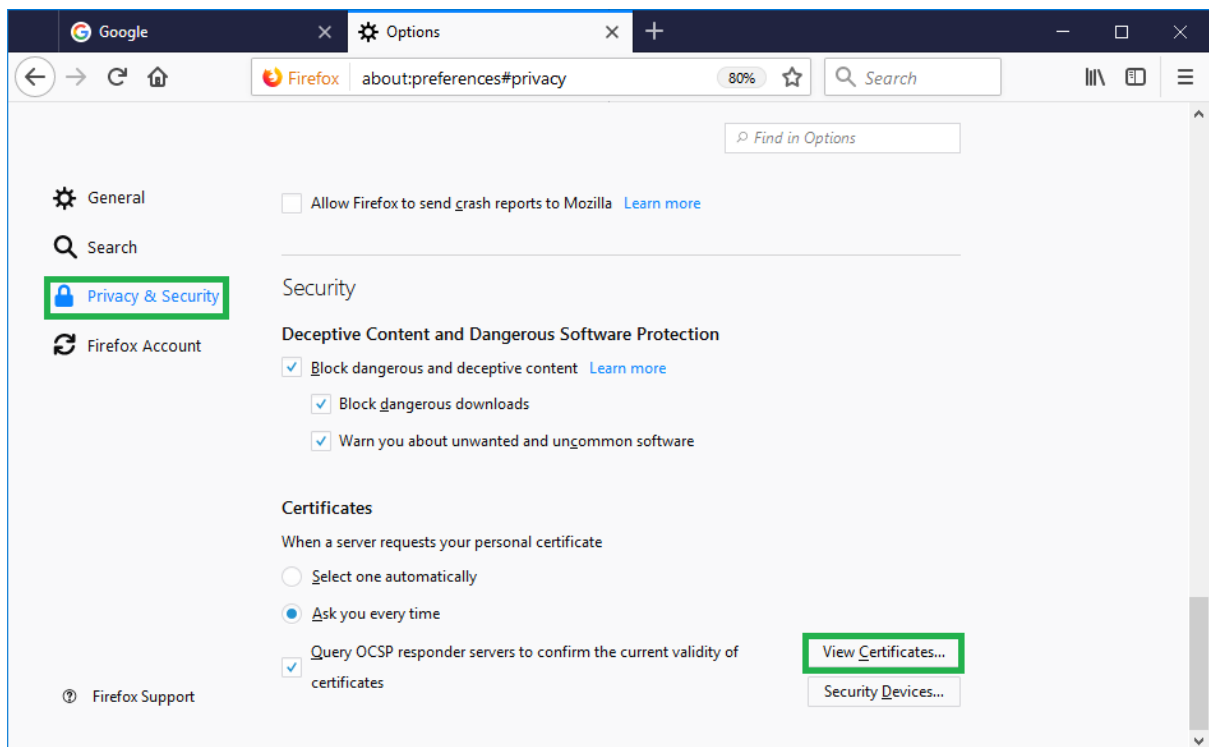 Google
Options
Firefox
about:preferences#privacy
80%
Search
Find in Options
General
Search
Privacy & Security
Firefox Account
Firefox Support
Allow Firefox to send crash reports to Mozilla Learn more
Security
Deceptive Content and Dangerous Software Protection
Block dangerous and deceptive content Learn more
Block dangerous downloads
Warn you about unwanted and uncommon software
Certificates
When a server requests your personal certificate
Select one automatically
Ask you every time
Query OCSP responder servers to confirm the current validity of
certificates
View Certificates...
Security Devices...